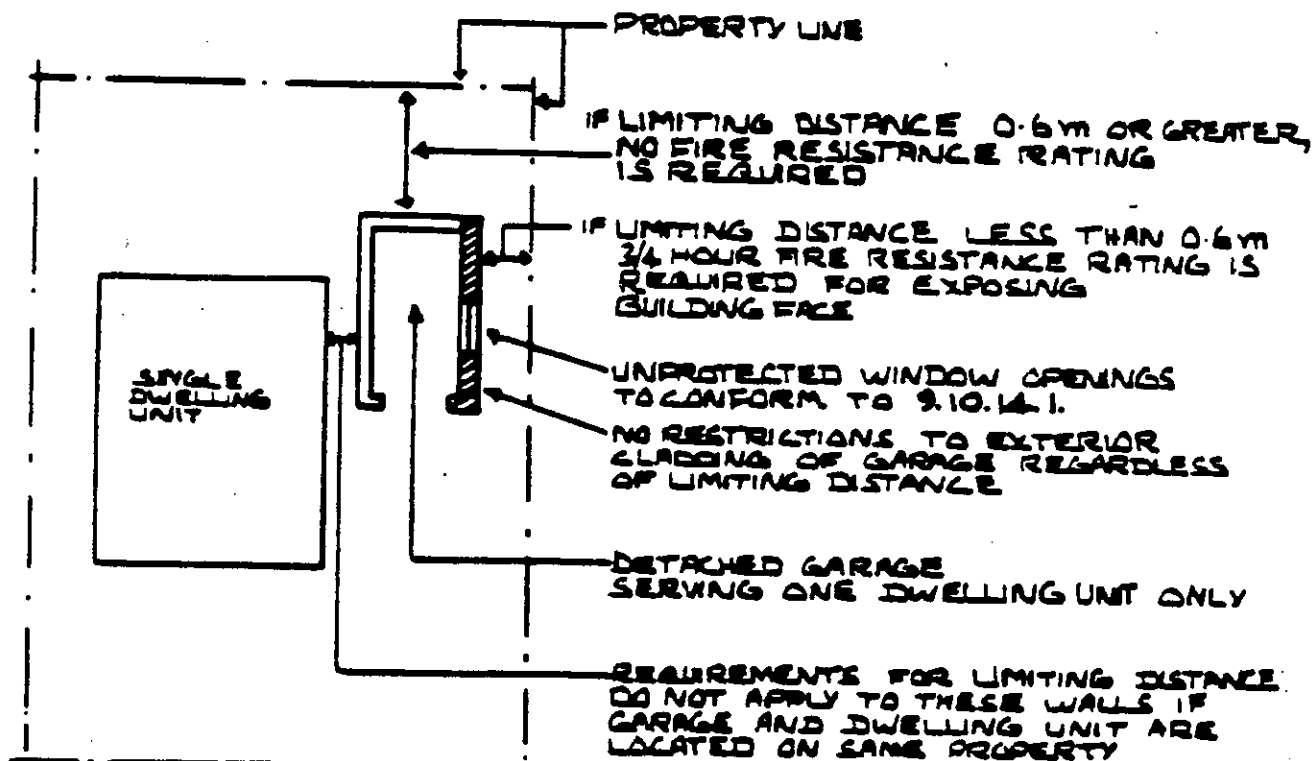 PROPERTY LINE
IF LIMITING DISTANCE 0.6m OR GREATER,
NO FIRE RESISTANCE RATING
IS REQUIRED
IF LIMITING DISTANCE LESS THAN 0.6m
3/4 HOUR FIRE RESISTANCE RATING IS
REQUIRED FOR EXPOSING
BUILDING FACE
SINGLE
DWELLING
UNIT
UNPROTECTED WINDOW OPENINGS
TO CONFORM TO 9.10.14.1.
NO RESTRICTIONS TO EXTERIOR
CLADDING OF GARAGE REGARDLESS
OF LIMITING DISTANCE
DETACHED GARAGE
SERVING ONE DWELLING UNIT ONLY
REQUIREMENTS FOR LIMITING DISTANCE
DO NOT APPLY TO THESE WALLS IF
GARAGE AND DWELLING UNIT ARE
LOCATED ON SAME PROPERTY